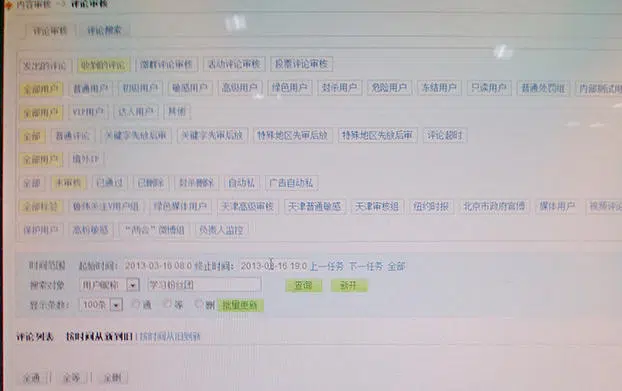 内容审核 -> 评论审核
评论审核 评论搜索
发出的评论 收到的评论 微群评论审核 活动评论审核 投票评论审核
全部用户 普通用户 初级用户 敏感用户 高级用户 绿色用户 封杀用户 危险用户 冻结用户 只读用户 普通处罚组 内部测试用
全部用户 VIP用户 达人用户 其他
全部 普通评论 关键字先放后审 关键字先审后放 特殊地区先审后放 特殊地区先放后审 评论超时
全部用户 境外IP
全部 未审核 已通过 已删除 封杀删除 自动私 广告自动私
全部标签 媒体关注V用户组 绿色媒体用户 天津高级审核 天津普通敏感 天津审核组 纽约时报 北京市政府官博 媒体用户 视频评论
保护用户 高粉敏感 "两会"微博组 负责人监控
时间范围 起始时间: 2013-03-16 08:0 终止时间: 2013-03-16 19:0 上一任务 下一任务 全部
搜索对象 用户昵称 学习粉丝团 查询 新开
显示条数: 100条 通 等 删 批量更新
评论列表 按时间从新到旧 | 按时间从旧到新
全通 | 全等 | 全删